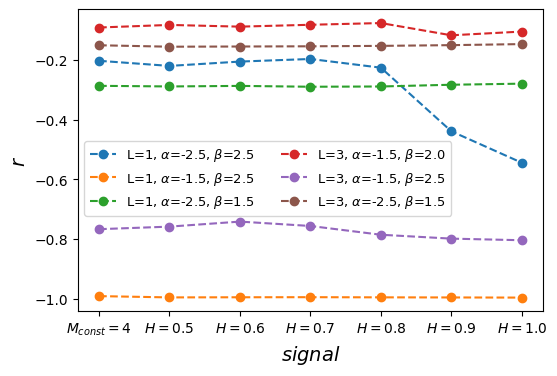 −0.2
−0.4
−0.6
−0.8
−1.0
r
L=1, α=-2.5, β=2.5
L=1, α=-1.5, β=2.5
L=1, α=-2.5, β=1.5
L=3, α=-1.5, β=2.0
L=3, α=-1.5, β=2.5
L=3, α=-2.5, β=1.5
M_const = 4 H = 0.5 H = 0.6 H = 0.7 H = 0.8 H = 0.9 H = 1.0
signal